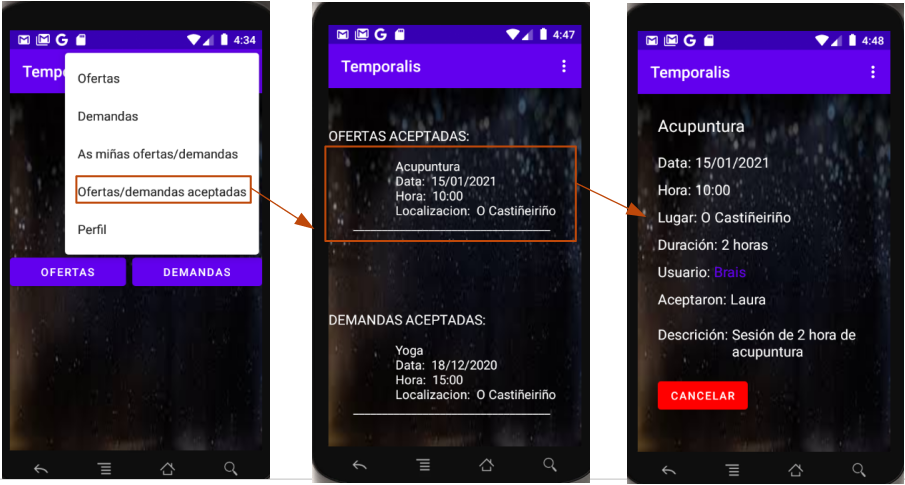 4:34
Temp
Ofertas
Demandas
As miñas ofertas/demandas
Ofertas/demandas aceptadas
Perfil
OFERTAS
DEMANDAS
4:47
Temporalis
OFERTAS ACEPTADAS:
Acupuntura
Data: 15/01/2021
Hora: 10:00
Localizacion: O Castiñeiriño
DEMANDAS ACEPTADAS:
Yoga
Data: 18/12/2020
Hora: 15:00
Localizacion: O Castiñeiriño
4:48
Temporalis
Acupuntura
Data: 15/01/2021
Hora: 10:00
Lugar: O Castiñeiriño
Duración: 2 horas
Usuario: Brais
Aceptaron: Laura
Descrición: Sesión de 2 hora de
acupuntura
CANCELAR